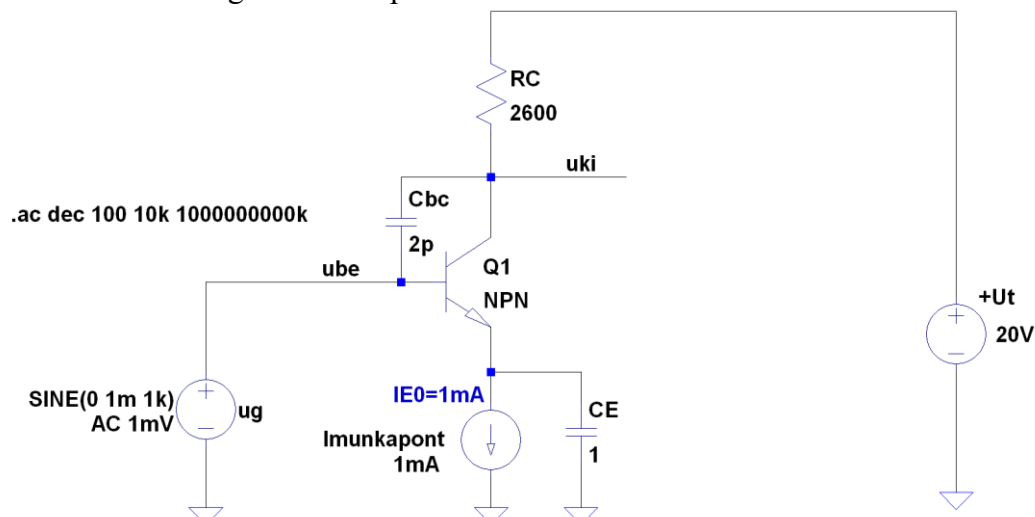 RC
2600
uki
Cbc
.ac dec 100 10k 1000000000k
2p
ube
Q1
NPN
+Ut
20V
IE0=1mA
SINE(0 1m 1k)
AC 1mV
ug
CE
Imunkapont
1
1mA